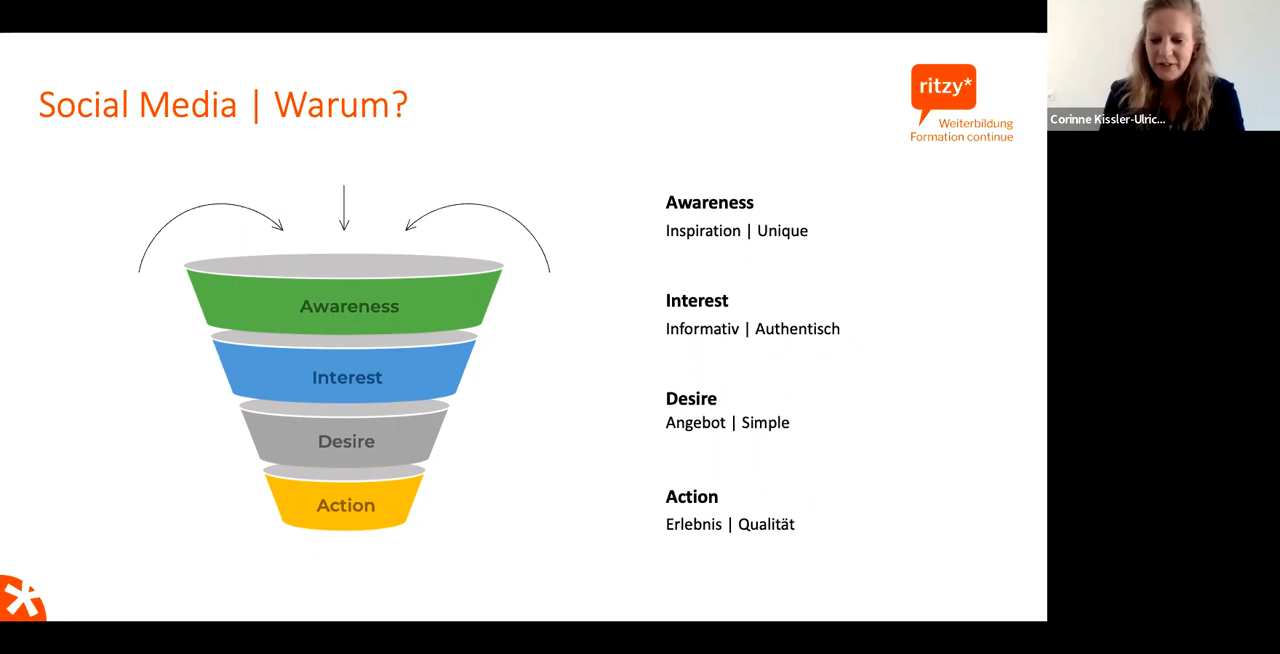 Social Media | Warum?
ritzy*
Weiterbildung
Formation continue
Corinne Kissler-Ulric...
Awareness
Interest
Desire
Action
Awareness
Inspiration | Unique
Interest
Informativ | Authentisch
Desire
Angebot | Simple
Action
Erlebnis | Qualität